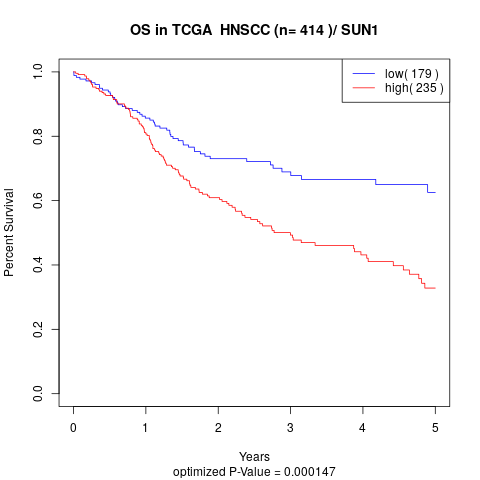 OS in TCGA  HNSCC (n= 414 )/ SUN1
low( 179 )
high( 235 )
Percent Survival
1.0
0.8
0.6
0.4
0.2
0.0
0 1 2 3 4 5
Years
optimized P-Value = 0.000147